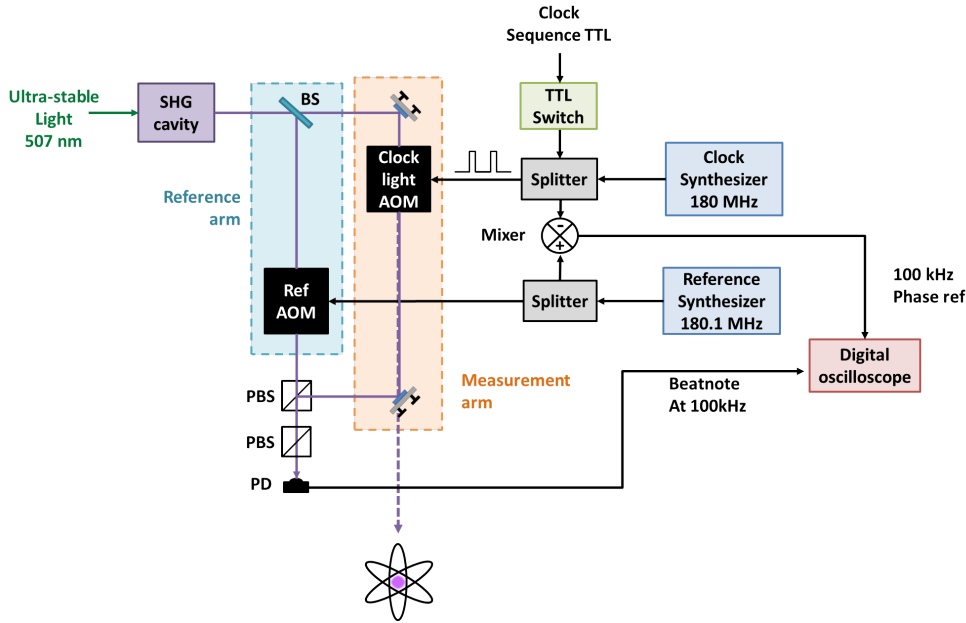 Clock
Sequence TTL
Ultra-stable
Light
507 nm
SHG
cavity
BS
TTL
Switch
Clock
light
AOM
Splitter
Clock
Synthesizer
180 MHz
Reference
arm
Mixer
-
+
Ref
AOM
Splitter
Reference
Synthesizer
180.1 MHz
100 kHz
Phase ref
Digital
oscilloscope
PBS
Measurement
arm
Beatnote
At 100kHz
PBS
PD